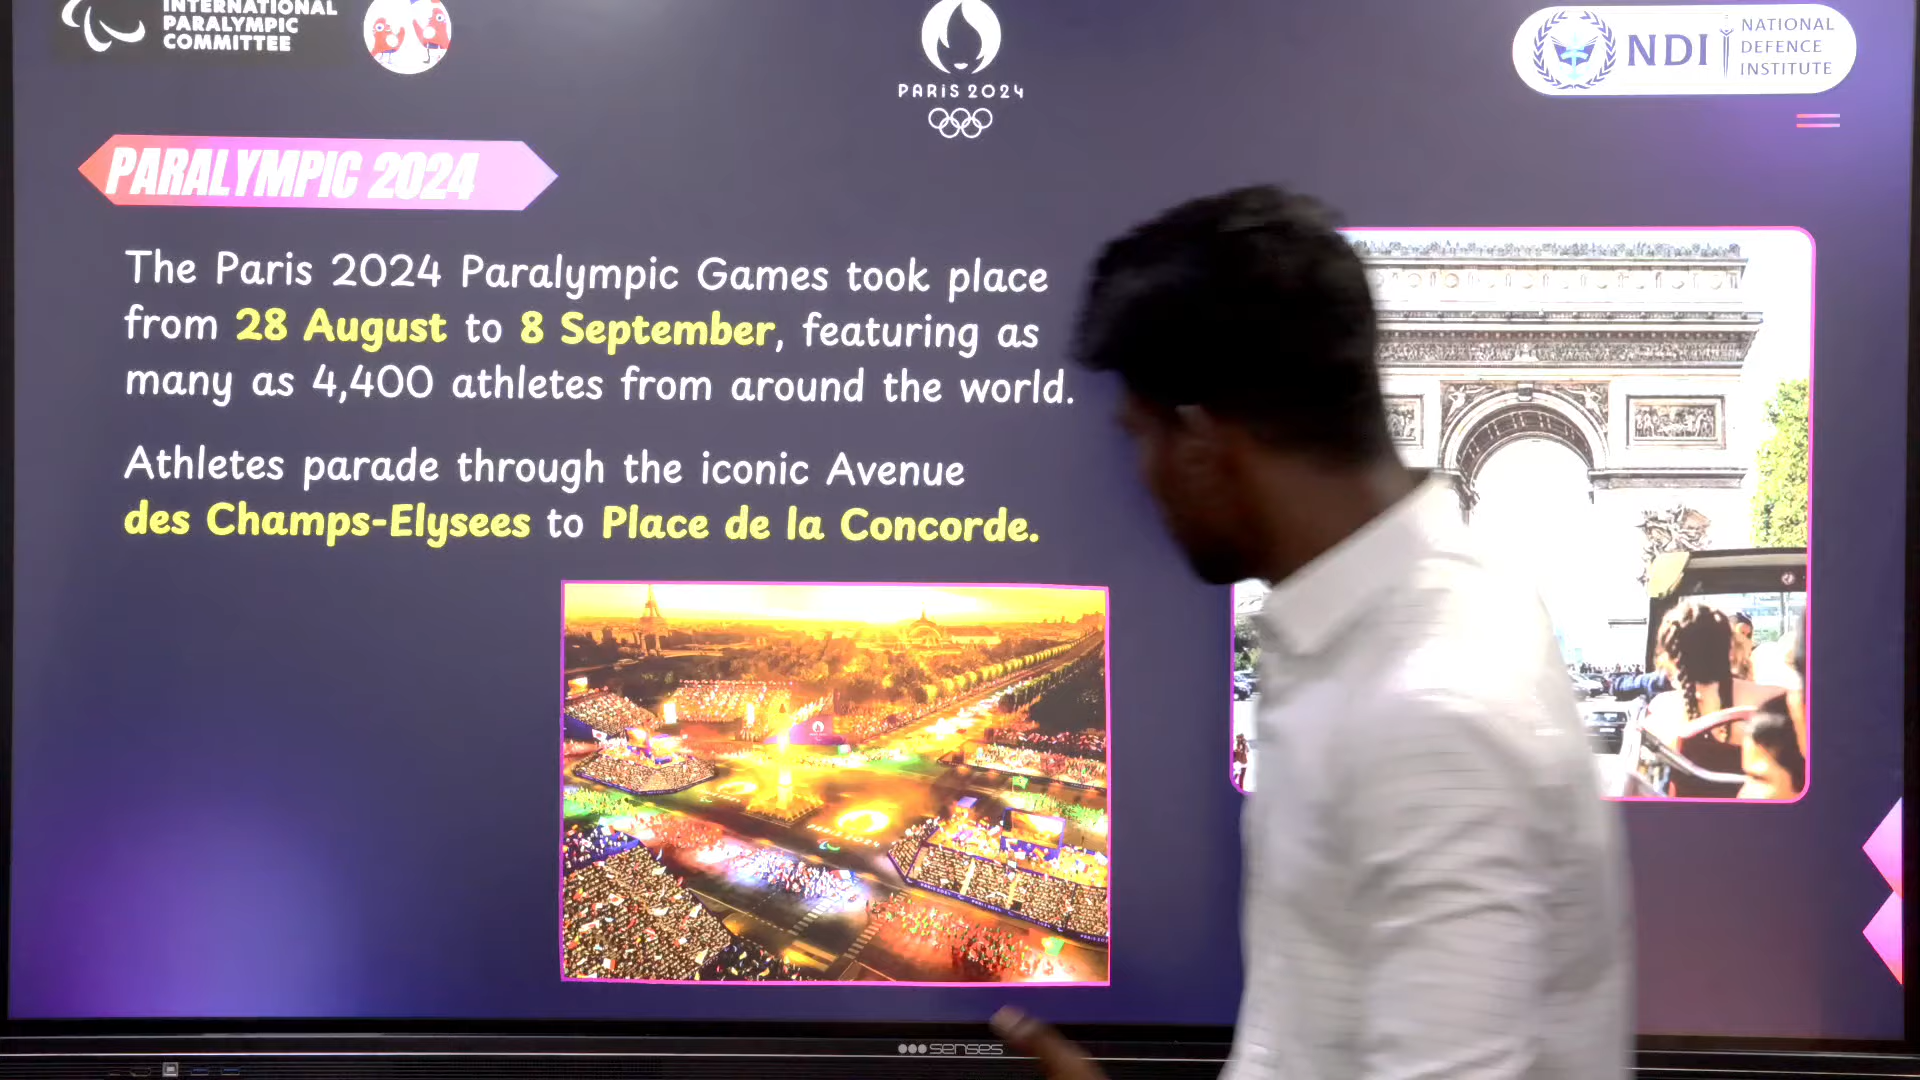 INTERNATIONAL
PARALYMPIC
COMMITTEE
PARIS 2024
NDI
NATIONAL
DEFENCE
INSTITUTE
PARALYMPIC 2024
The Paris 2024 Paralympic Games took place
from 28 August to 8 September, featuring as
many as 4,400 athletes from around the world.
Athletes parade through the iconic Avenue
des Champs-Elysees to Place de la Concorde.
senses